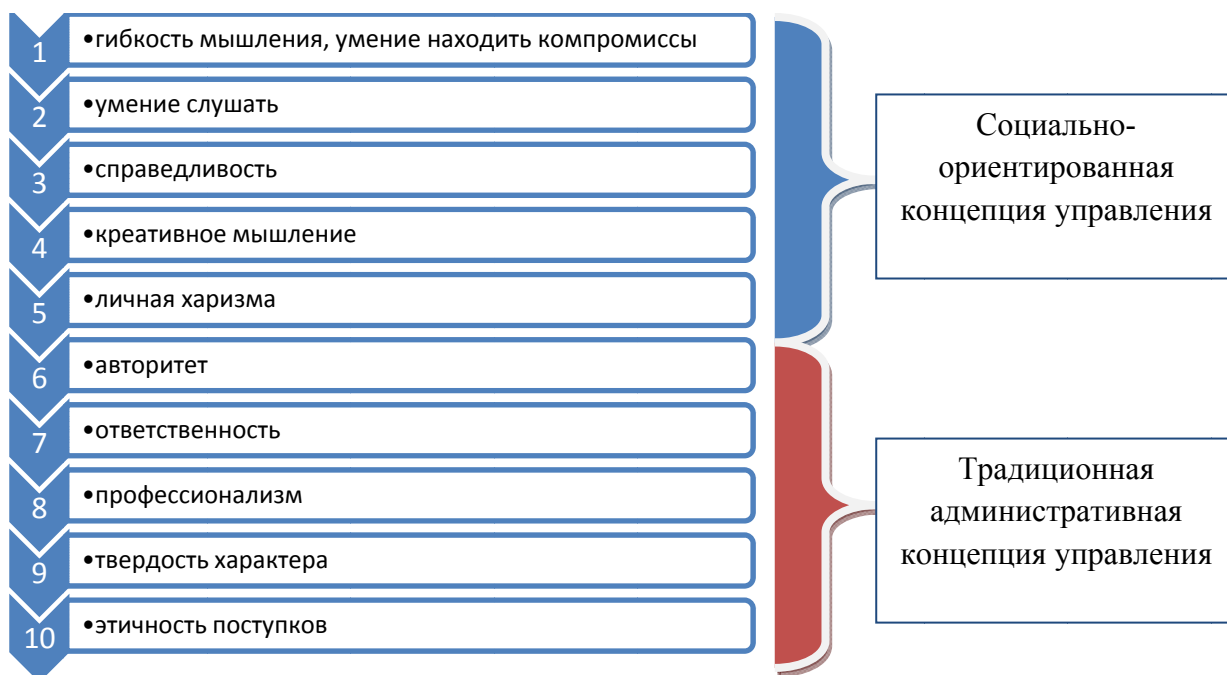 1
•гибкость мышления, умение находить компромиссы
2
•умение слушать
3
•справедливость
4
•креативное мышление
5
•личная харизма
6
•авторитет
7
•ответственность
8
•профессионализм
9
•твердость характера
10
•этичность поступков
Социально-
ориентированная
концепция управления
Традиционная
административная
концепция управления